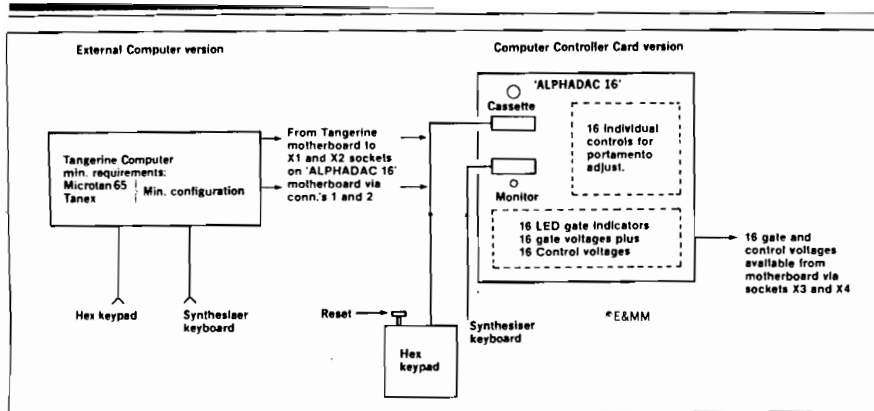 External Computer version
Computer Controller Card version
'ALPHADAC 16'
Cassette
16 Individual
controls for
portamento
adjust.
From Tangerine
motherboard to
X1 and X2 sockets
on 'ALPHADAC 16'
motherboard via
conn.'s 1 and 2
Tangerine Computer
min. requirements:
Microtan 65
Tanex
Min. configuration
Monitor
16 LED gate indicators
16 gate voltages plus
16 Control voltages
16 gate and
control voltages
available from
motherboard via
sockets X3 and X4
Hex keypad
Synthesiser
keyboard
Reset
Hex
keypad
Synthesiser
keyboard
©E&MM